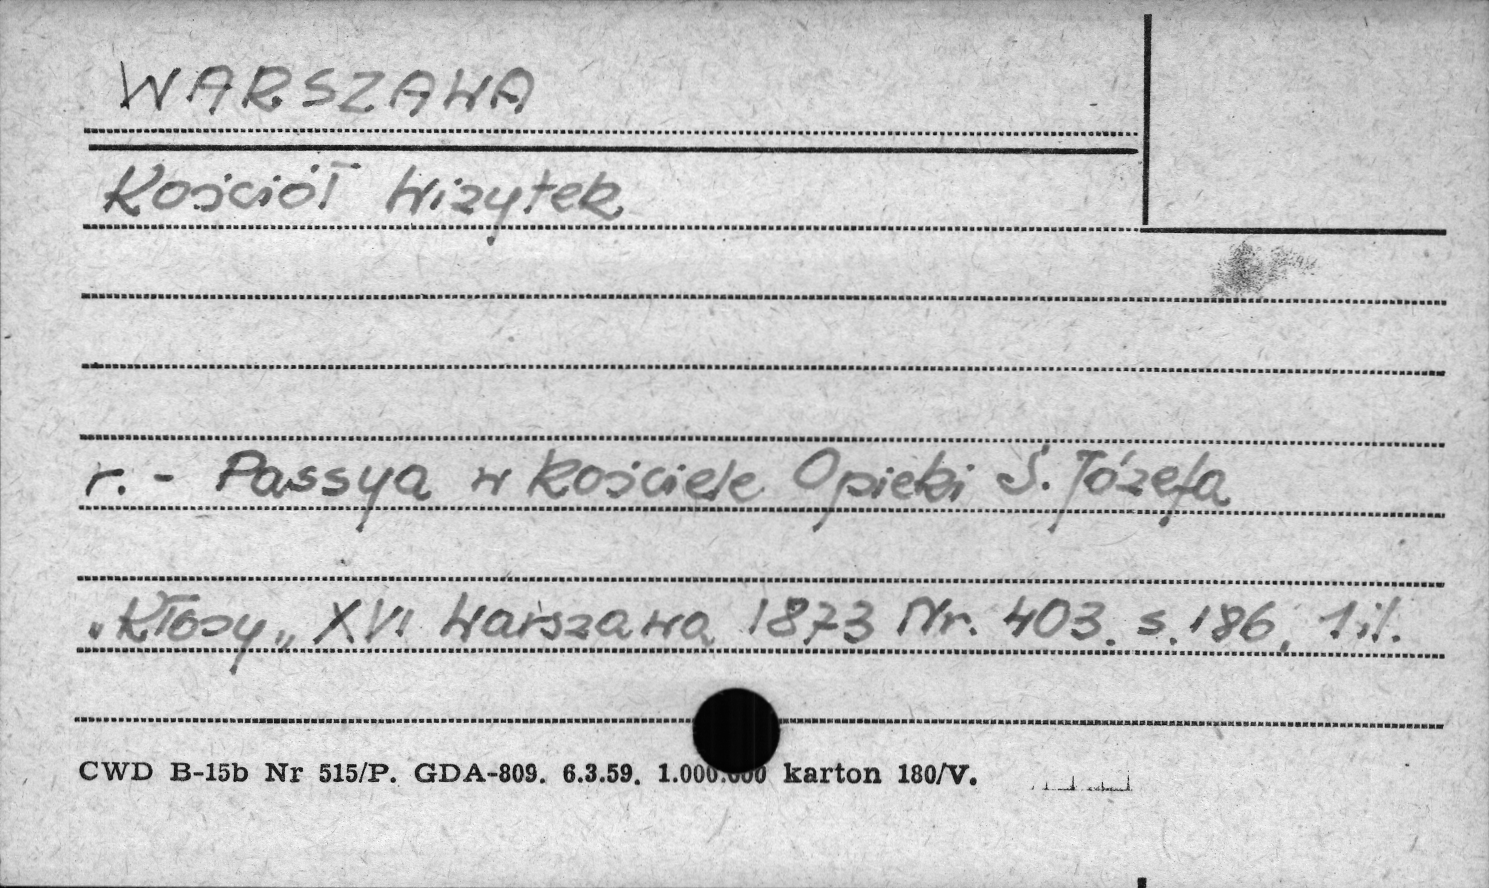 WARSZAWA
Kościół Wizytek
r. - Passya w kościele Opieki Ś. Józefa
„Kłosy„ XVI Warszawa 1873 Nr. 403. s. 186, 1 il.
CWD B-15b Nr 515/P. GDA-809. 6.3.59. 1.000.000 karton 180/V.